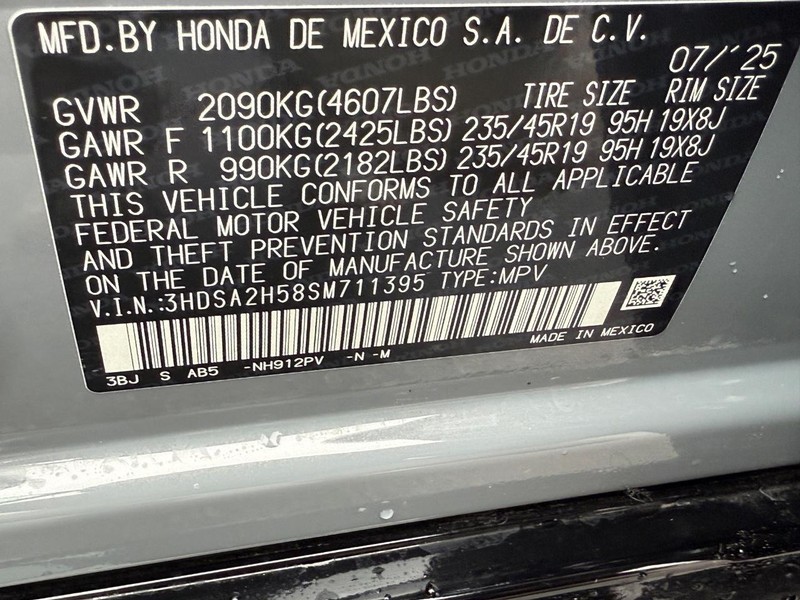 MFD.BY HONDA DE MEXICO S.A. DE C.V.
07/'25
GVWR 2090KG(4607LBS) TIRE SIZE RIM SIZE
GAWR F 1100KG(2425LBS) 235/45R19 95H 19X8J
GAWR R 990KG(2182LBS) 235/45R19 95H 19X8J
THIS VEHICLE CONFORMS TO ALL APPLICABLE
FEDERAL MOTOR VEHICLE SAFETY
AND THEFT PREVENTION STANDARDS IN EFFECT
ON THE DATE OF MANUFACTURE SHOWN ABOVE.
V.I.N.:3HDSA2H58SM711395 TYPE:MPV
MADE IN MEXICO
3BJ S AB5 -NH912PV -N -M